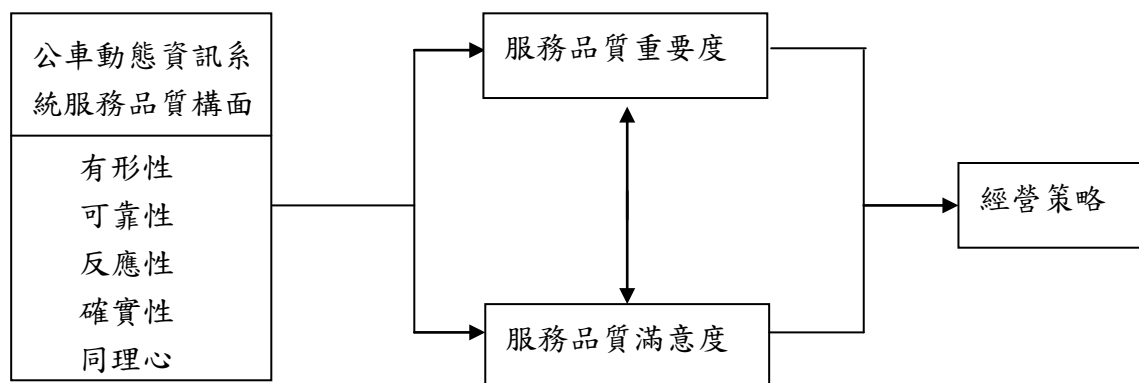 公車動態資訊系
統服務品質構面
有形性
可靠性
反應性
確實性
同理心
服務品質重要度
服務品質滿意度
經營策略